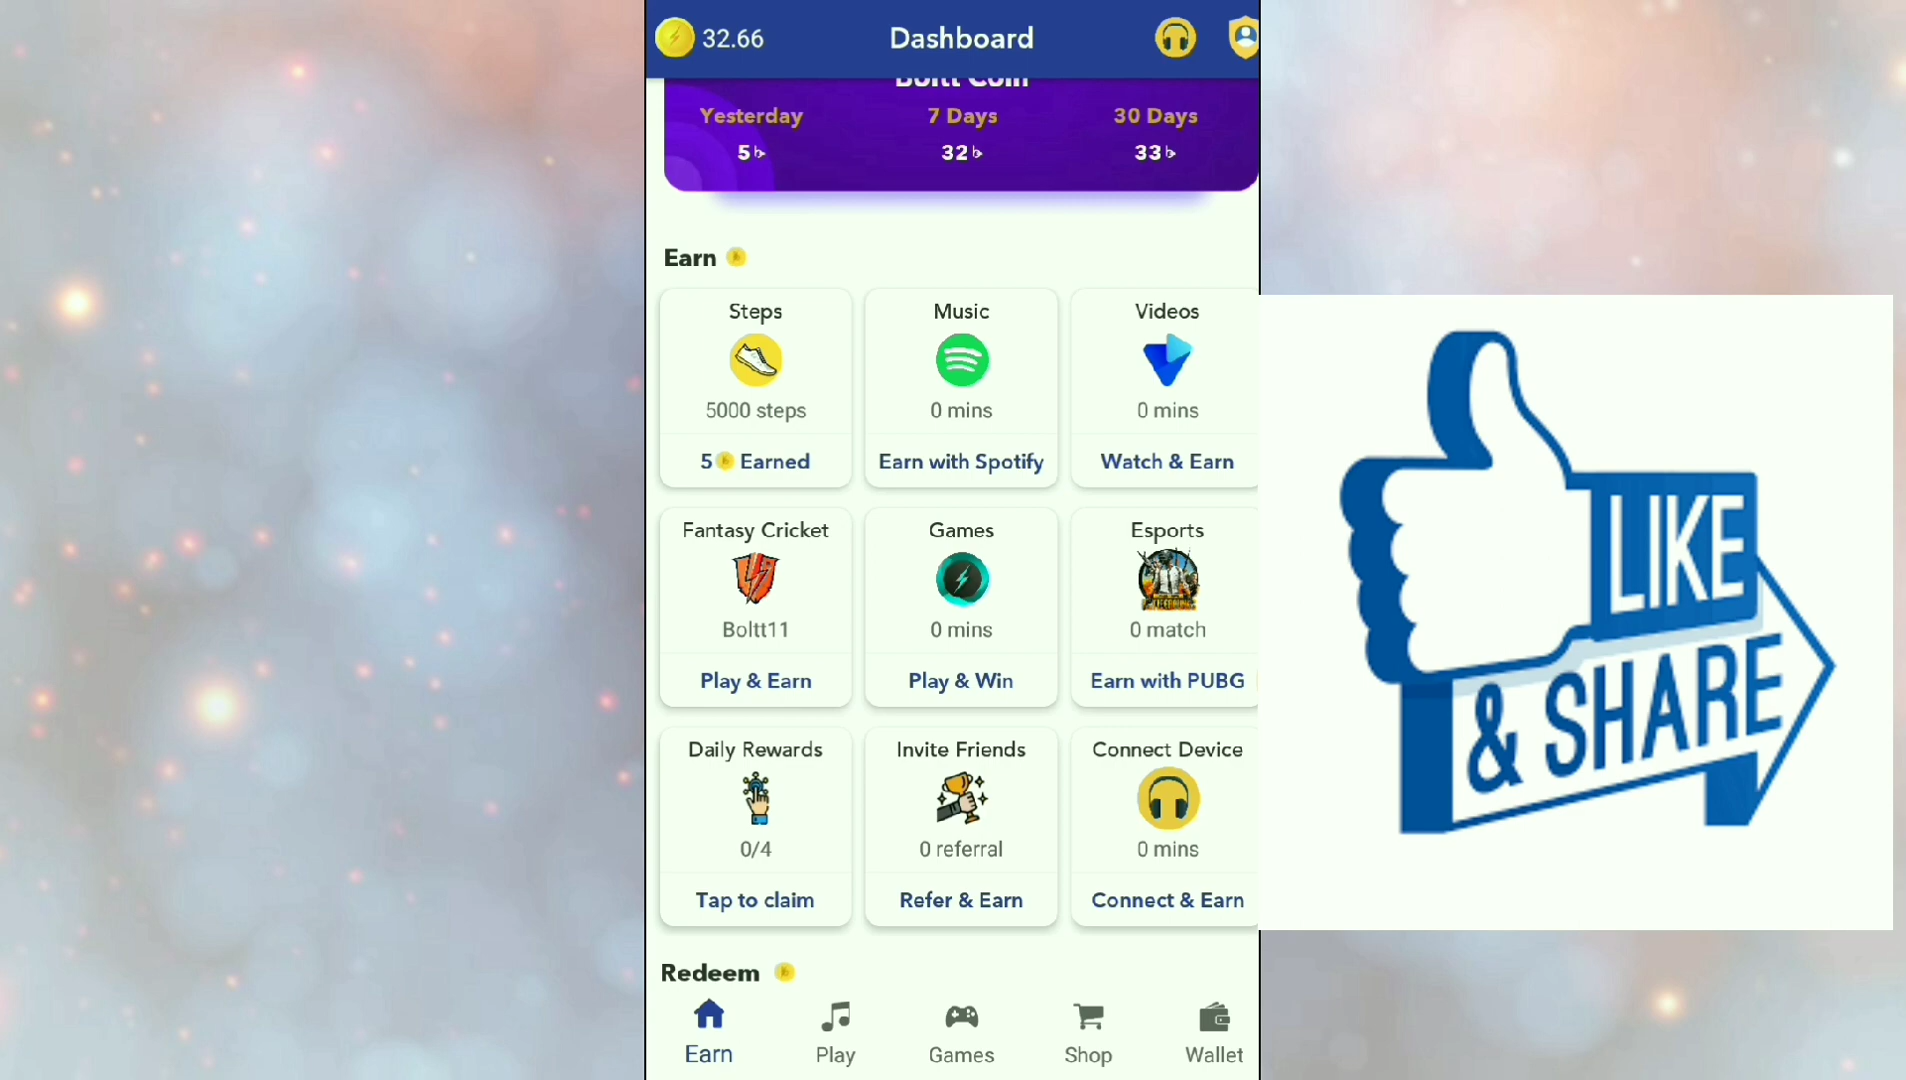 32.66
Dashboard
Boltt Coin
Yesterday
7 Days
30 Days
5
32
33
Earn
Steps
Music
Videos
5000 steps
0 mins
0 mins
5 Earned
Earn with Spotify
Watch & Earn
Fantasy Cricket
Games
Esports
Boltt11
0 mins
0 match
Play & Earn
Play & Win
Earn with PUBG
Daily Rewards
Invite Friends
Connect Device
0/4
0 referral
0 mins
Tap to claim
Refer & Earn
Connect & Earn
Redeem
Earn
Play
Games
Shop
Wallet
LIKE
& SHARE